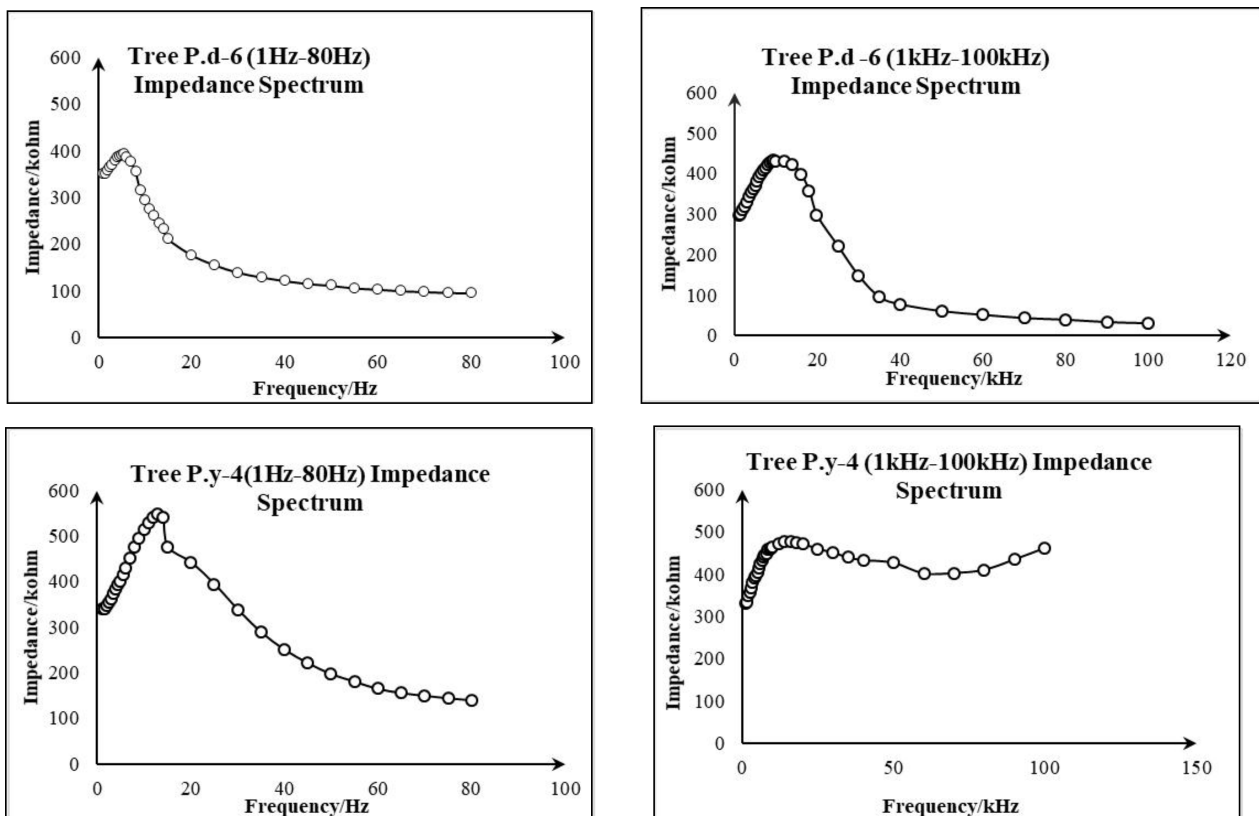 Tree P.d-6 (1Hz-80Hz)
Impedance Spectrum
600
500
400
300
200
100
0
Impedance/kohm
0 20 40 60 80 100
Frequency/Hz
Tree P.d -6 (1kHz-100kHz)
Impedance Spectrum
600
500
400
300
200
100
0
Impedance/kohm
0 20 40 60 80 100 120
Frequency/kHz
Tree P.y-4(1Hz-80Hz) Impedance
Spectrum
600
500
400
300
200
100
0
Impedance/kohm
0 20 40 60 80 100
Frequency/Hz
Tree P.y-4 (1kHz-100kHz) Impedance
Spectrum
600
500
400
300
200
100
0
Impedance/kohm
0 50 100 150
Frequency/kHz